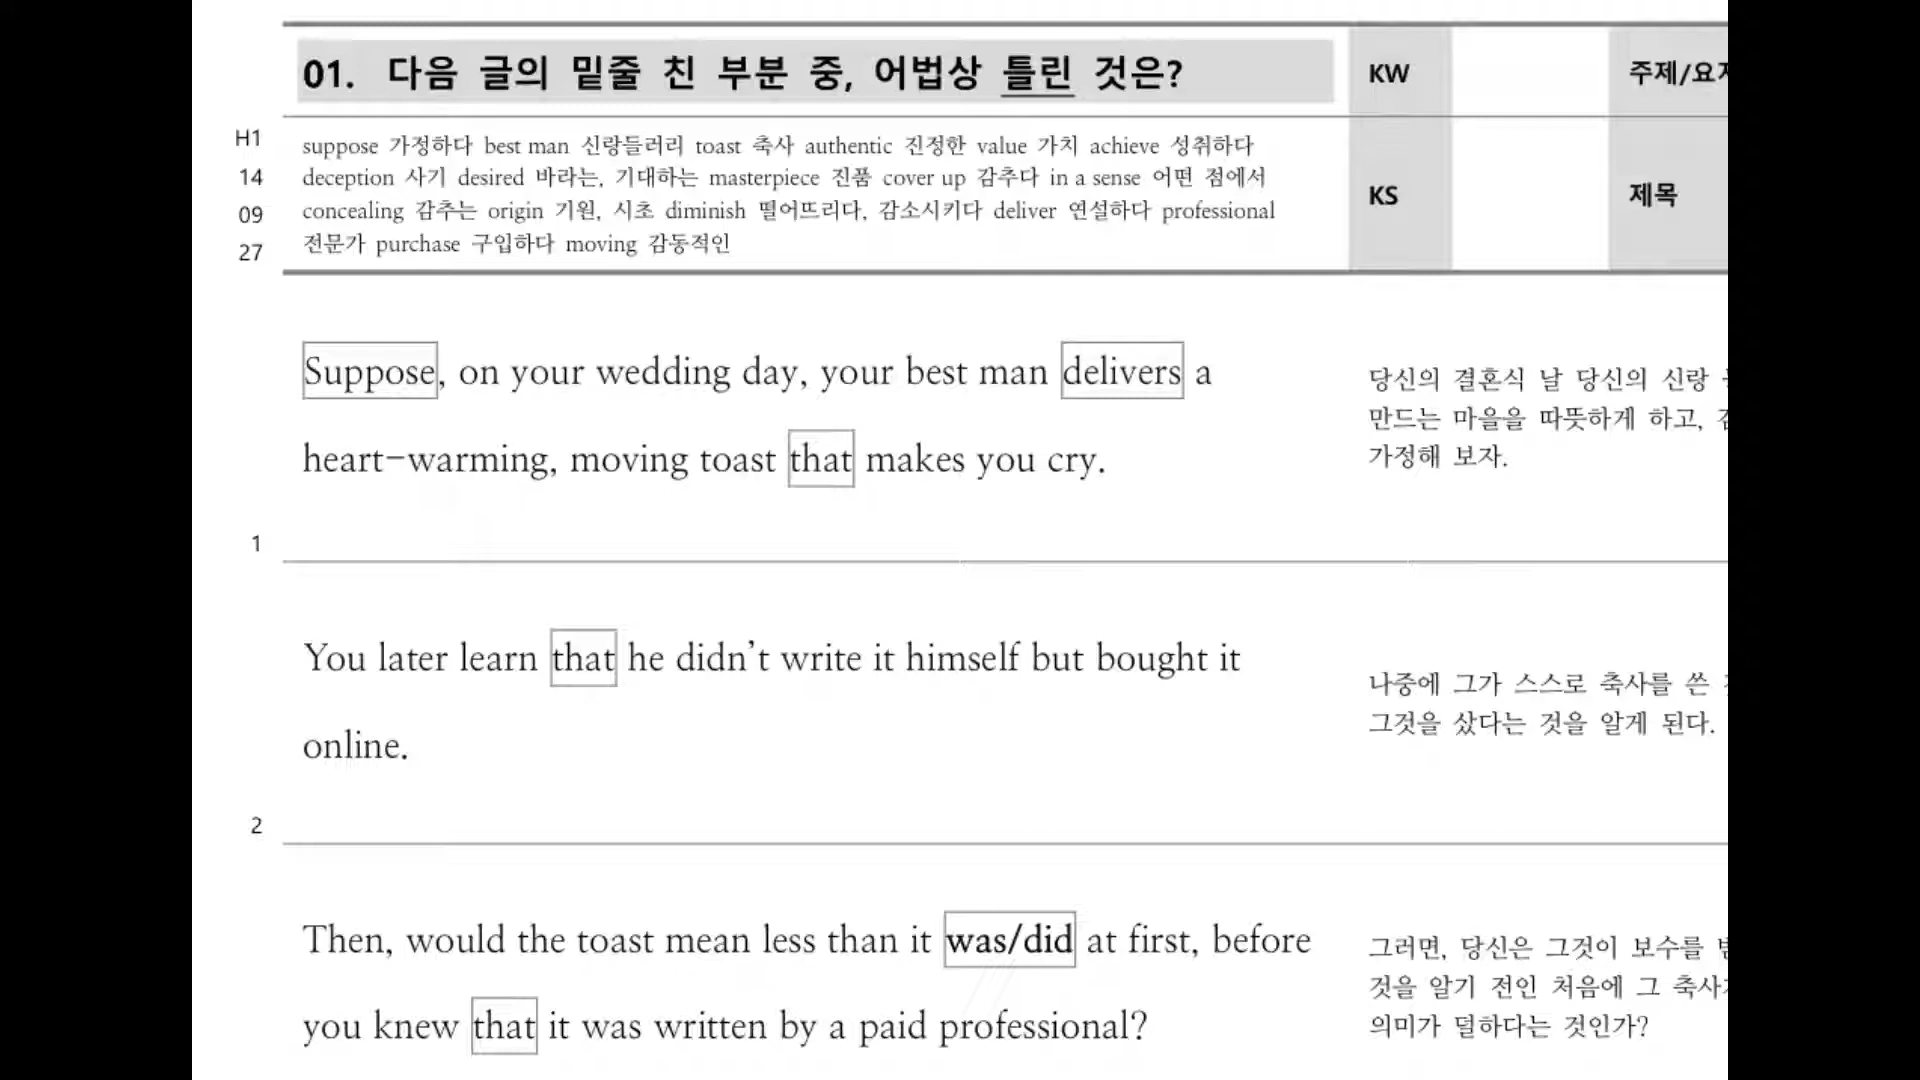 01. 다음 글의 밑줄 친 부분 중, 어법상 틀린 것은?
KW
주제/요
H1
14
09
27
suppose 가정하다 best man 신랑들러리 toast 축사 authentic 진정한 value 가치 achieve 성취하다
deception 사기 desired 바라는, 기대하는 masterpiece 진품 cover up 감추다 in a sense 어떤 점에서
concealing 감추는 origin 기원, 시초 diminish 떨어뜨리다, 감소시키다 deliver 연설하다 professional
전문가 purchase 구입하다 moving 감동적인
KS
제목
Suppose, on your wedding day, your best man delivers a
heart-warming, moving toast that makes you cry.
당신의 결혼식 날 당신의 신랑
만드는 마을을 따뜻하게 하고,
가정해 보자.
1
You later learn that he didn't write it himself but bought it
online.
나중에 그가 스스로 축사를 쓴
그것을 샀다는 것을 알게 된다.
2
Then, would the toast mean less than it was/did at first, before
you knew that it was written by a paid professional?
그러면, 당신은 그것이 보수를
것을 알기 전인 처음에 그 축사
의미가 덜하다는 것인가?